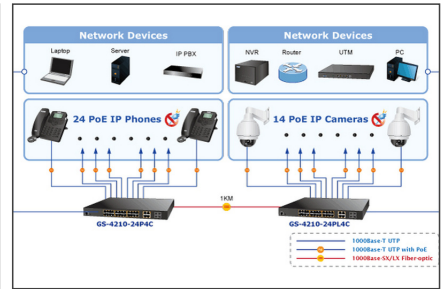 Network Devices
Network Devices
Laptop
Server
IP PBX
NVR
Router
UTM
PC
24 PoE IP Phones
14 PoE IP Cameras
1KM
GS-4210-24P4C
GS-4210-24PL4C
1000Base-T UTP
1000Base-T UTP with PoE
1000Base-SX/LX Fiber-optic